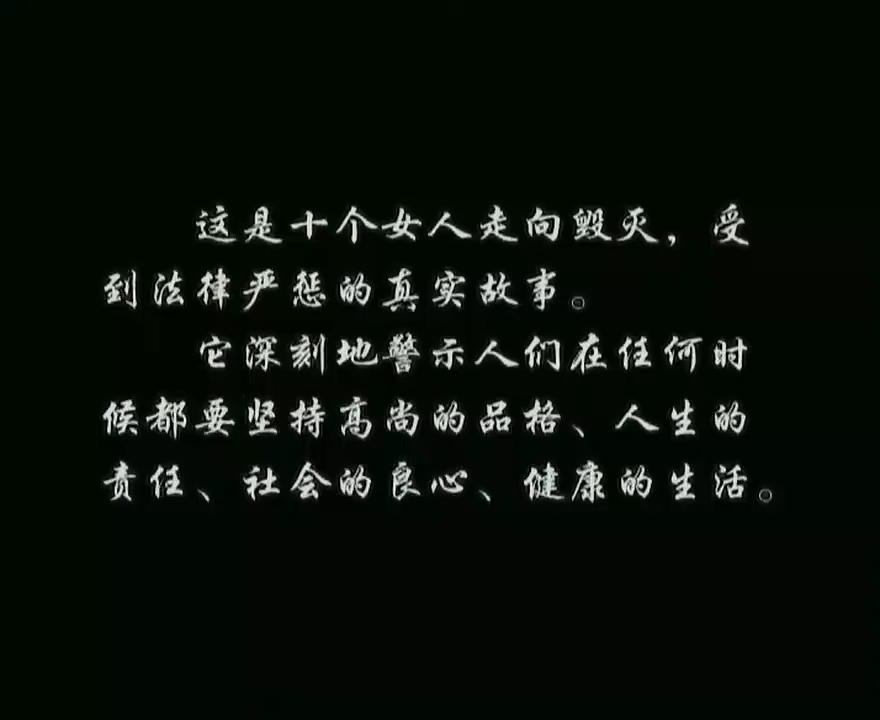 这是十个女人走向毁灭，受
到法律严惩的真实故事。
它深刻地警示人们在任何时
候都要坚持高尚的品格、人生的
责任、社会的良心、健康的生活。